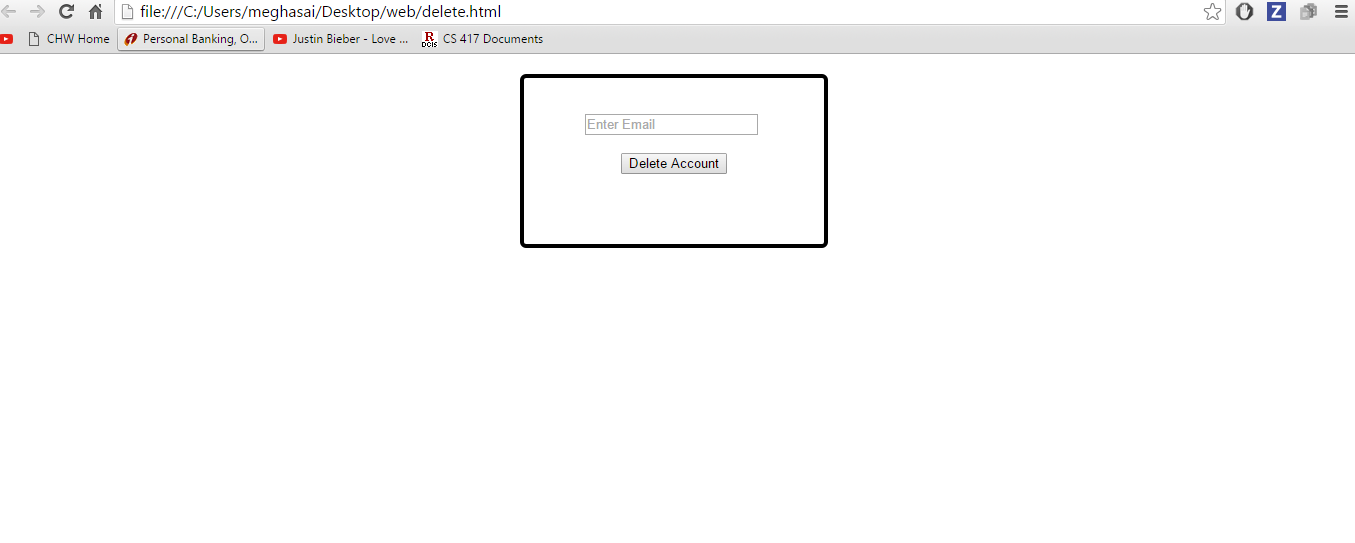 file:///C:/Users/meghasai/Desktop/web/delete.html
Z
CHW Home Personal Banking, O... Justin Bieber - Love ... R DCIS CS 417 Documents
Enter Email
Delete Account